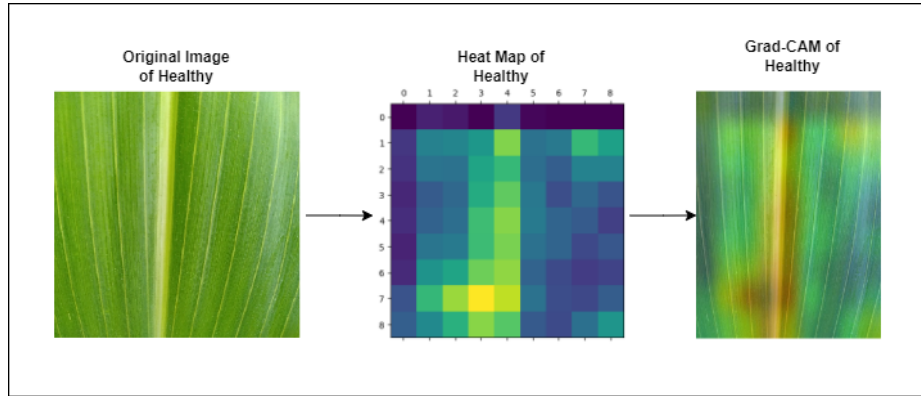 Original Image
of Healthy
Heat Map of
Healthy
Grad-CAM of
Healthy
0 1 2 3 4 5 6 7 8
0
1
2
3
4
5
6
7
8